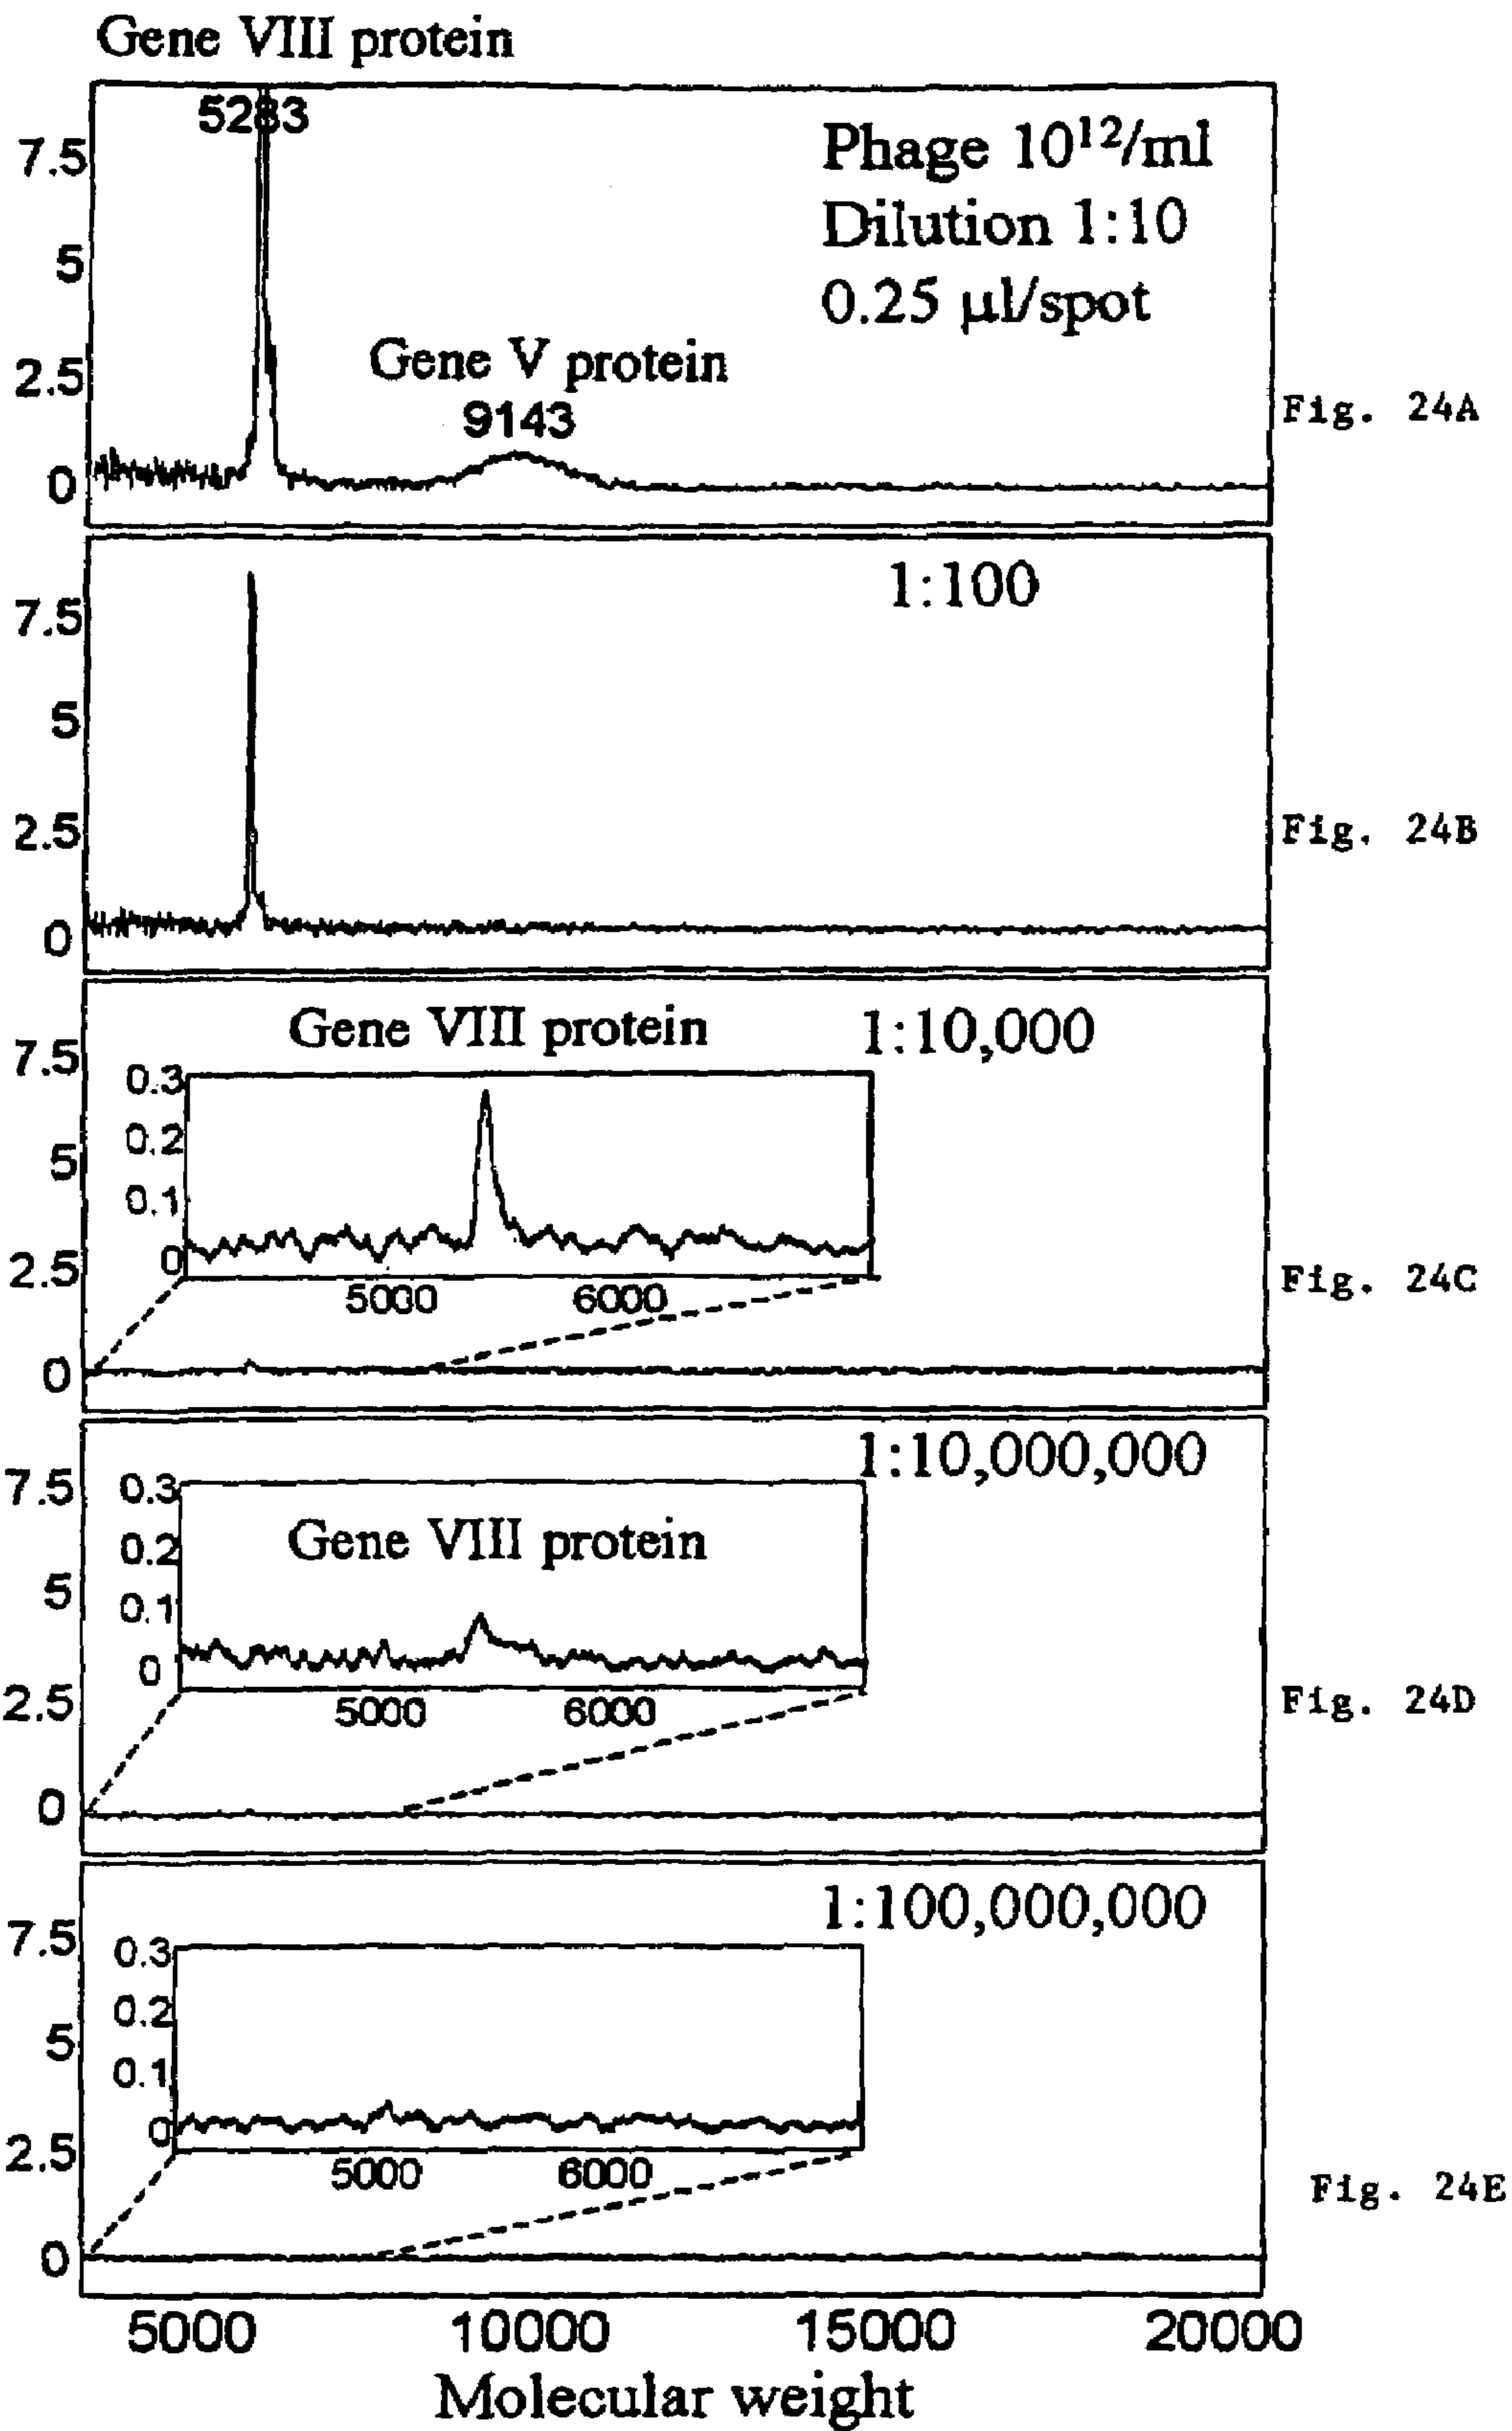 Gene VIII protein
5283
7.5
5
2.5
0
Phage 10¹²/ml
Dilution 1:10
0.25 µl/spot
Gene V protein
9143
Fig. 24A
1:100
7.5
5
2.5
0
Fig. 24B
Gene VIII protein
1:10,000
7.5
5
2.5
0
0.3
0.2
0.1
0
5000 6000
Fig. 24C
1:10,000,000
7.5
5
2.5
0
0.3
0.2
0.1
0
Gene VIII protein
5000 6000
Fig. 24D
1:100,000,000
7.5
5
2.5
0
0.3
0.2
0.1
0
5000 6000
Fig. 24E
5000 10000 15000 20000
Molecular weight